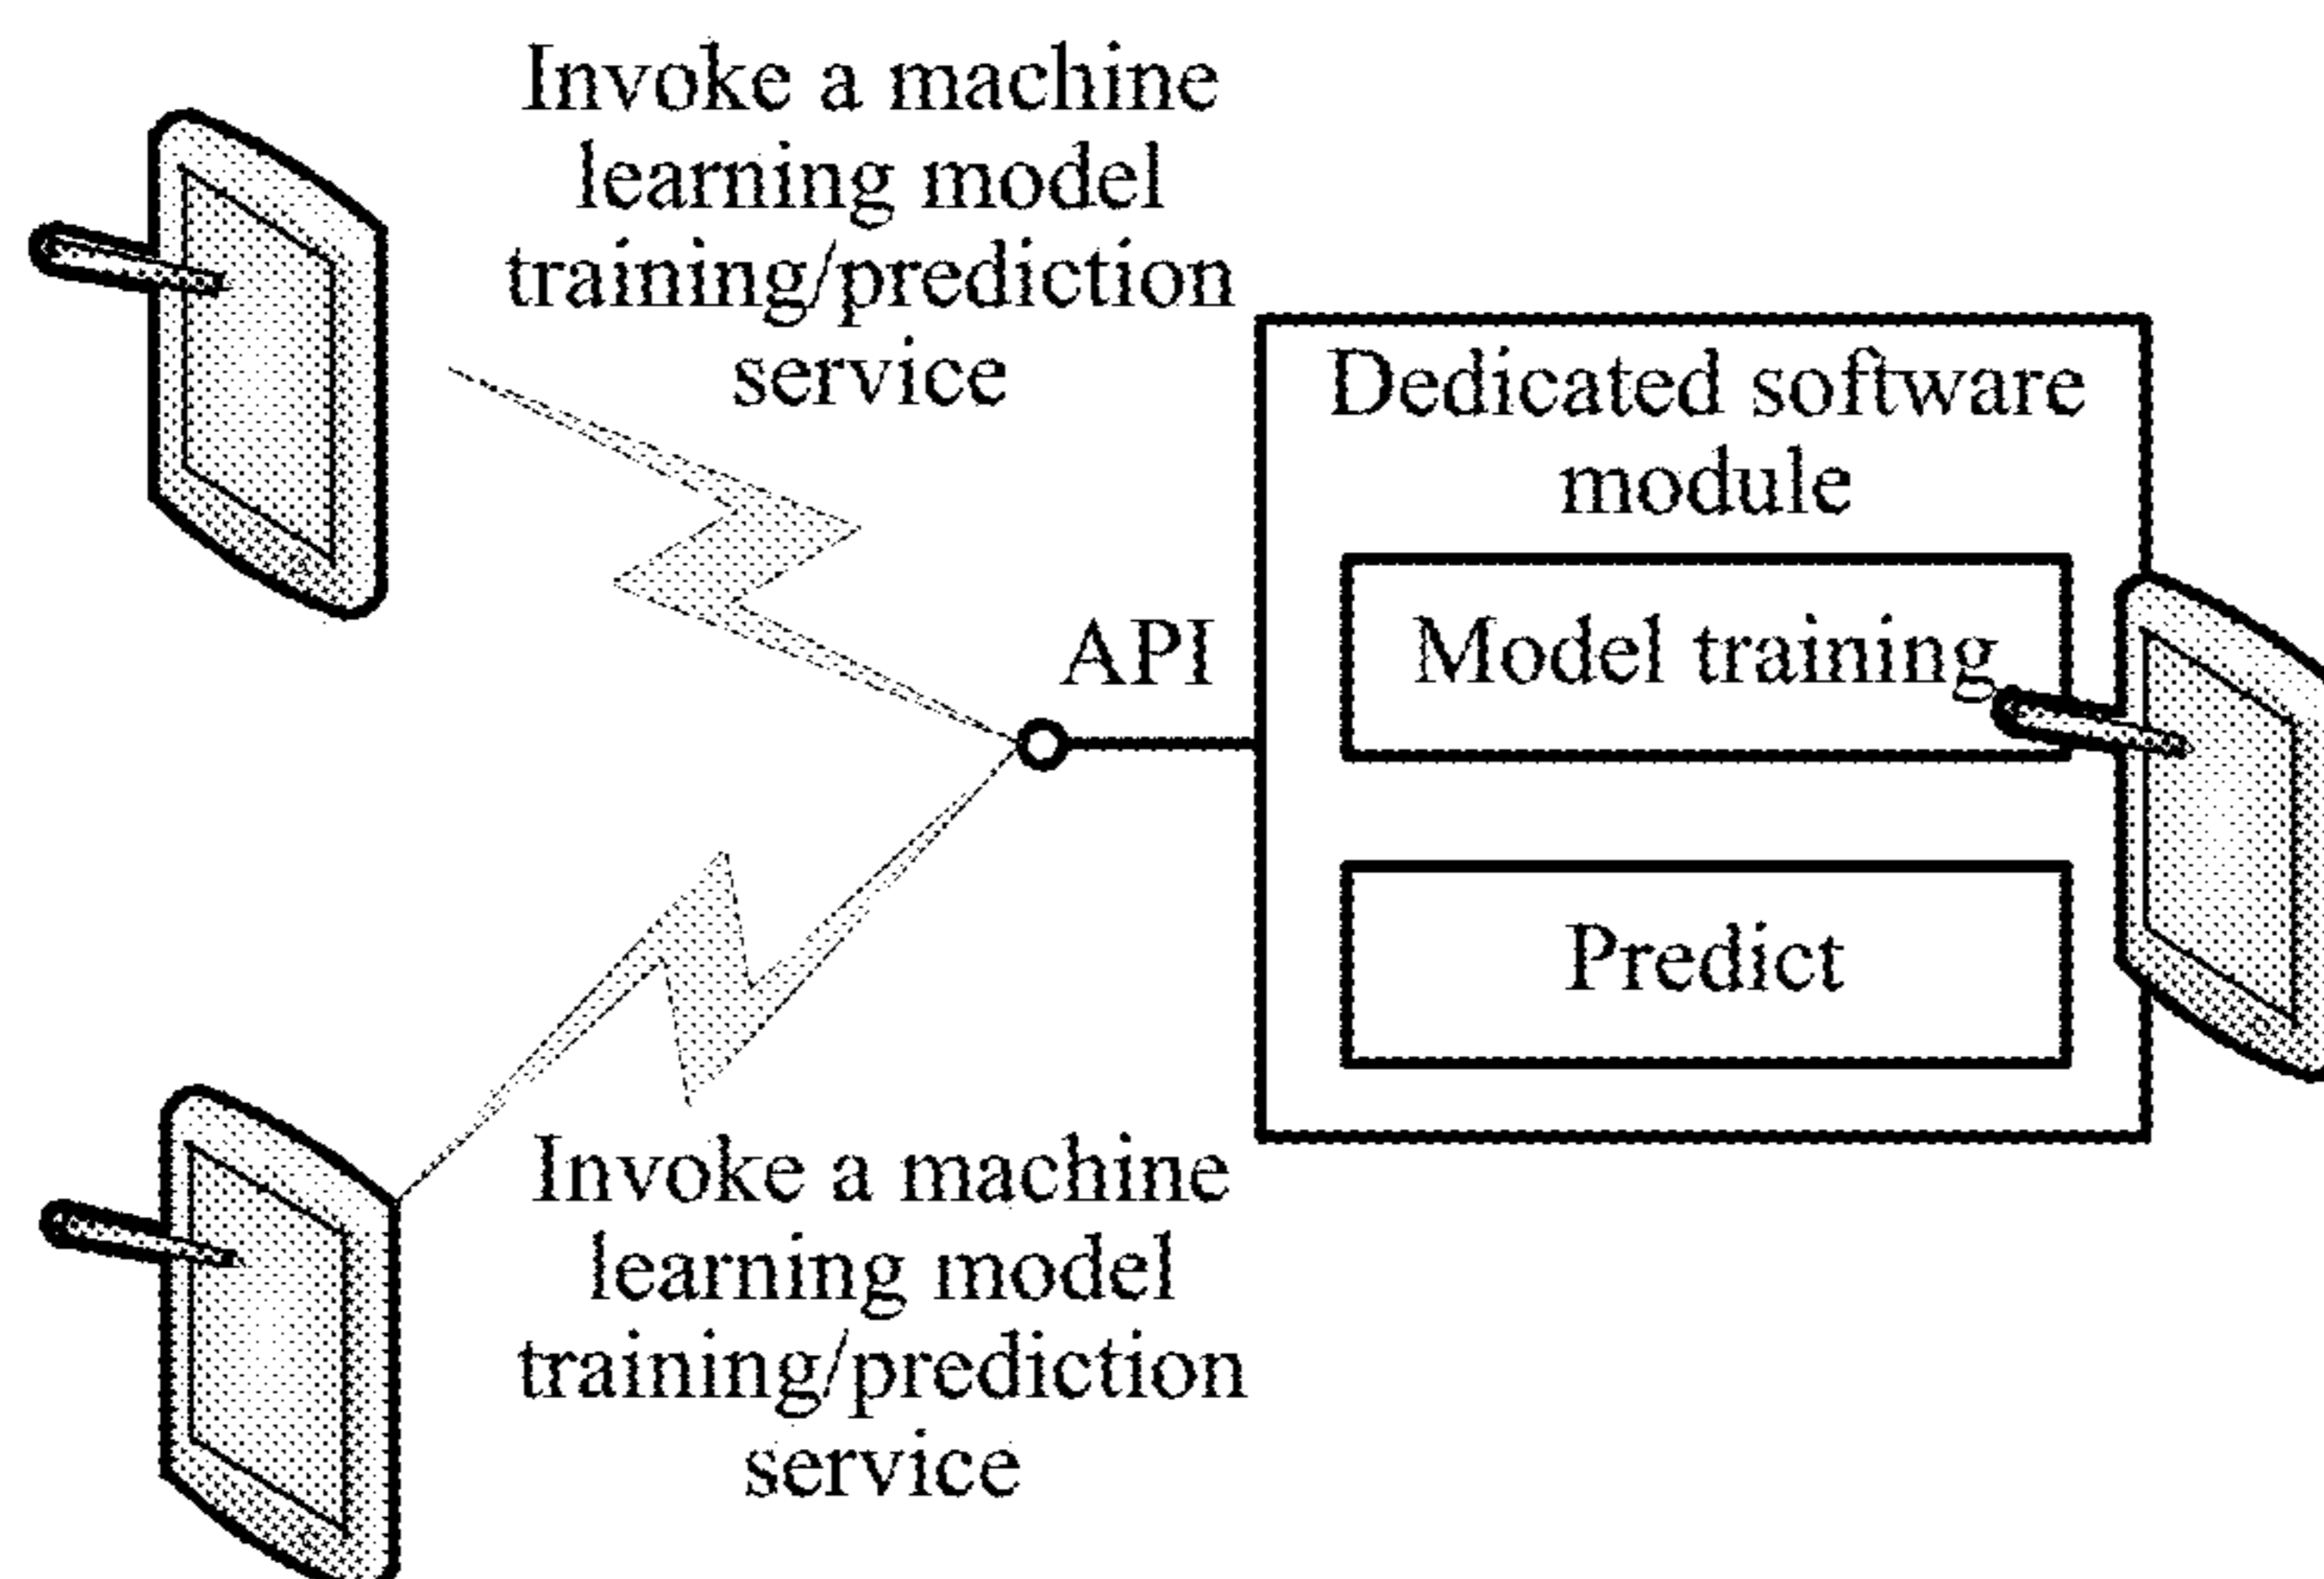 Invoke a machine
learning model
training/prediction
service
Dedicated software
module
API
Model training
Predict
Invoke a machine
learning model
training/prediction
service